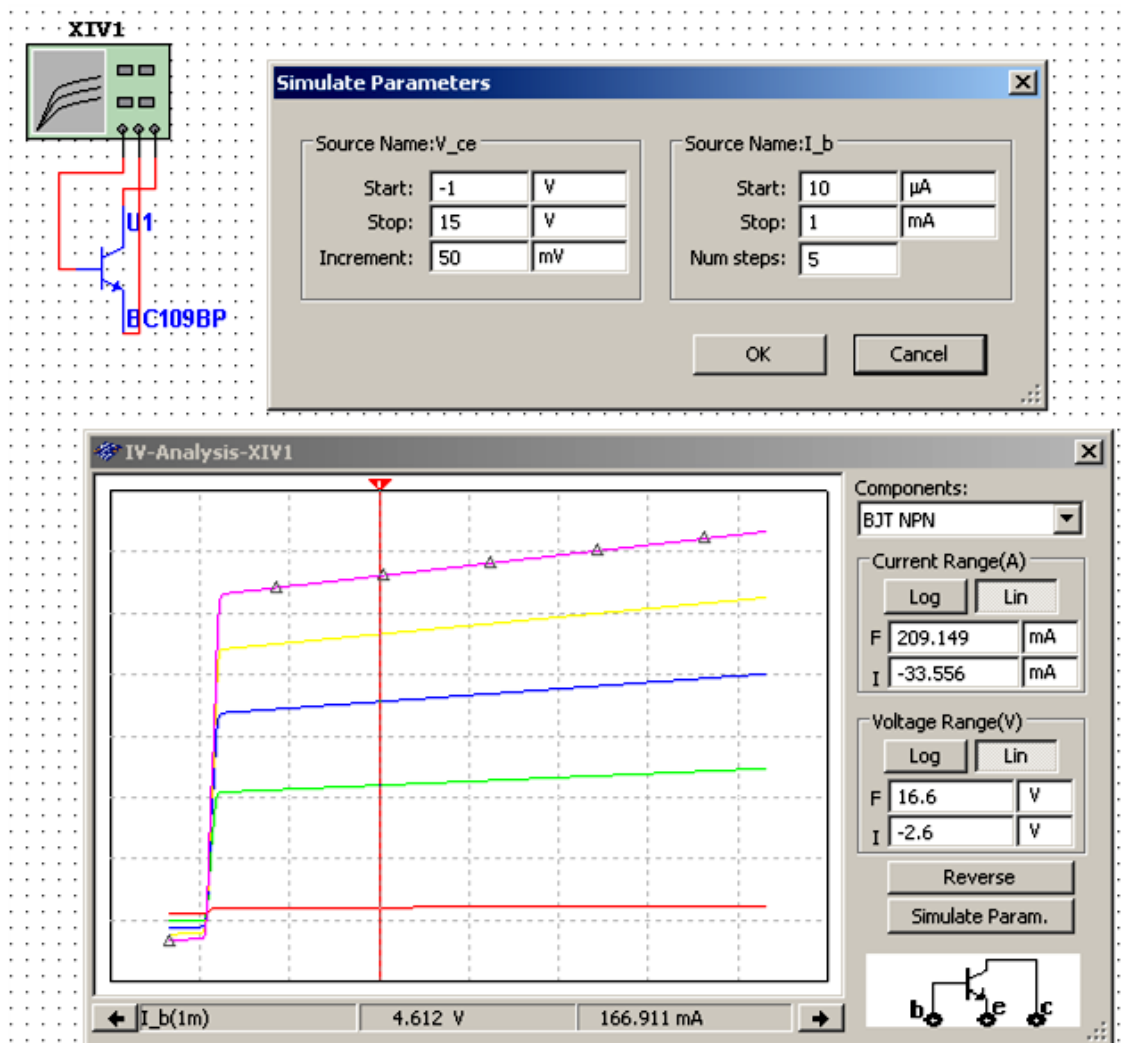 XIV1
U1
BC109BP
Simulate Parameters
Source Name:V_ce
Start: -1 V
Stop: 15 V
Increment: 50 mV
Source Name:I_b
Start: 10 µA
Stop: 1 mA
Num steps: 5
OK Cancel
IV-Analysis-XIV1
Components:
BJT NPN
Current Range(A)
Log Lin
F 209.149 mA
I -33.556 mA
Voltage Range(V)
Log Lin
F 16.6 V
I -2.6 V
Reverse
Simulate Param.
b e c
I_b(1m) 4.612 V 166.911 mA